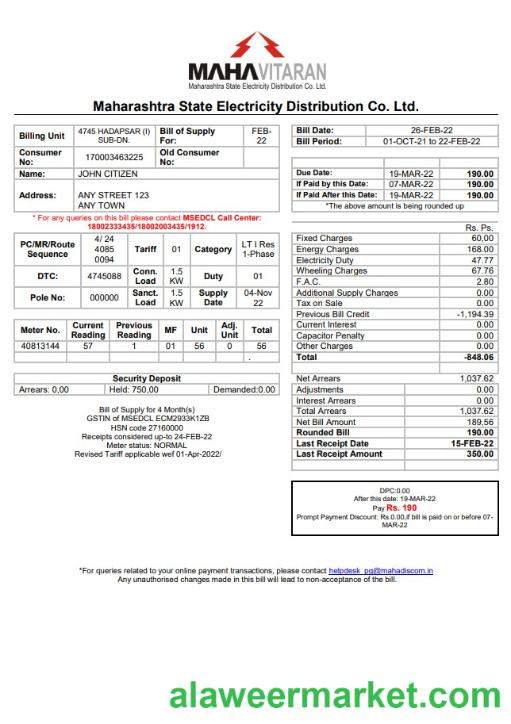 MAHAVITARAN
Maharashtra State Electricity Distribution Co. Ltd.
Maharashtra State Electricity Distribution Co. Ltd.
Billing Unit 4745 HADAPSAR (I) SUB-DN. Bill of Supply For: FEB-22
Consumer No: 170003463225 Old Consumer No:
Name: JOHN CITIZEN
Address: ANY STREET 123
ANY TOWN
* For any queries on this bill please contact MSEDCL Call Center:
18002333435/18002003435/1912.
PC/MR/Route Sequence 4/ 24 4085 0094 Tariff 01 Category LT I Res 1-Phase
DTC: 4745088 Conn. Load 1.5 KW Duty 01
Pole No: 000000 Sanct. Load 1.5 KW Supply Date 04-Nov 22
Meter No. Current Reading Previous Reading MF Unit Adj. Unit Total
40813144 57 1 01 56 0 56
.
Security Deposit
Arrears: 0,00 Held: 750,00 Demanded:0.00
Bill of Supply for 4 Month(s)
GSTIN of MSEDCL ECM2933K1ZB
HSN code 27160000
Receipts considered up-to 24-FEB-22
Meter status: NORMAL
Revised Tariff applicable wef 01-Apr-2022/
Bill Date: 26-FEB-22
Bill Period: 01-OCT-21 to 22-FEB-22
Due Date: 19-MAR-22 190.00
If Paid by this Date: 07-MAR-22 190.00
If Paid After this Date: 19-MAR-22 190.00
*The above amount is being rounded up
Rs. Ps.
Fixed Charges 60,00
Energy Charges 168.00
Electricity Duty 47.77
Wheeling Charges 67.76
F.A.C. 2.80
Additional Supply Charges 0.00
Tax on Sale 0.00
Previous Bill Credit -1,194.39
Current Interest 0.00
Capacitor Penalty 0.00
Other Charges 0.00
Total -848.06
Net Arrears 1,037.62
Adjustments 0.00
Interest Arrears 0.00
Total Arrears 1,037.62
Net Bill Amount 189,56
Rounded Bill 190.00
Last Receipt Date 15-FEB-22
Last Receipt Amount 350.00
DPC:0.00
After this date: 19-MAR-22
Pay Rs. 190
Prompt Payment Discount: Rs.0.00,if bill is paid on or before 07-
MAR-22
*For queries related to your online payment transactions, please contact helpdesk_pg@mahadiscom.in
Any unauthorised changes made in this bill will lead to non-acceptance of the bill.
alaweermarket.com